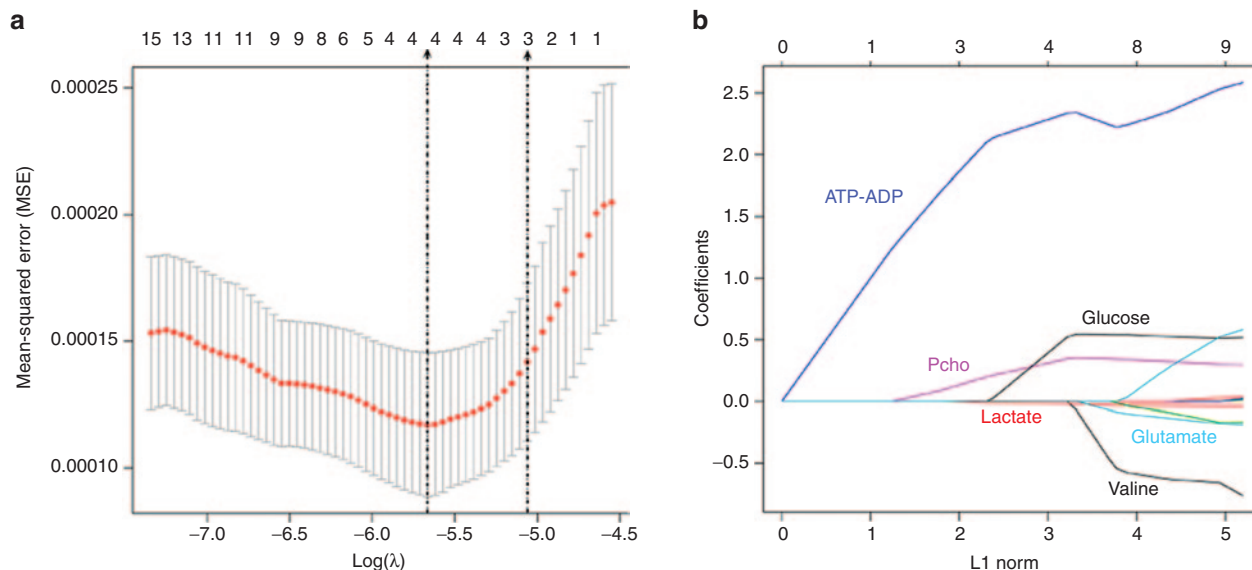 a
15 13 11 11 9 9 8 6 5 4 4 4 4 4 3 3 2 1 1
0.00025
0.00020
0.00015
0.00010
Mean-squared error (MSE)
−7.0 −6.5 −6.0 −5.5 −5.0 −4.5
Log(λ)
b
0 1 3 4 8 9
2.5
2.0
1.5
1.0
0.5
0.0
−0.5
Coefficients
ATP-ADP
Glucose
Pcho
Lactate
Glutamate
Valine
0 1 2 3 4 5
L1 norm